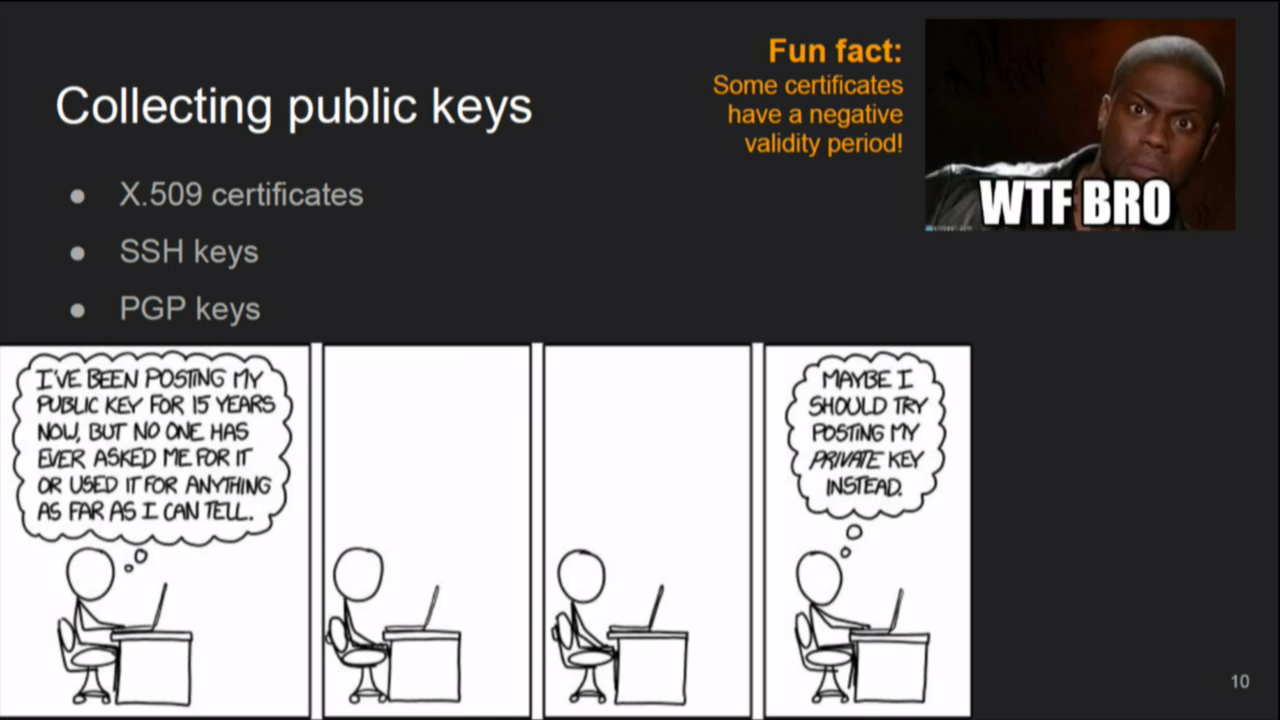 Fun fact:
Some certificates
have a negative
validity period!
WTF BRO
Collecting public keys
● X.509 certificates
● SSH keys
● PGP keys
I'VE BEEN POSTING MY
PUBLIC KEY FOR 15 YEARS
NOW, BUT NO ONE HAS
EVER ASKED ME FOR IT
OR USED IT FOR ANYTHING
AS FAR AS I CAN TELL.
MAYBE I
SHOULD TRY
POSTING MY
PRIVATE KEY
INSTEAD.
10